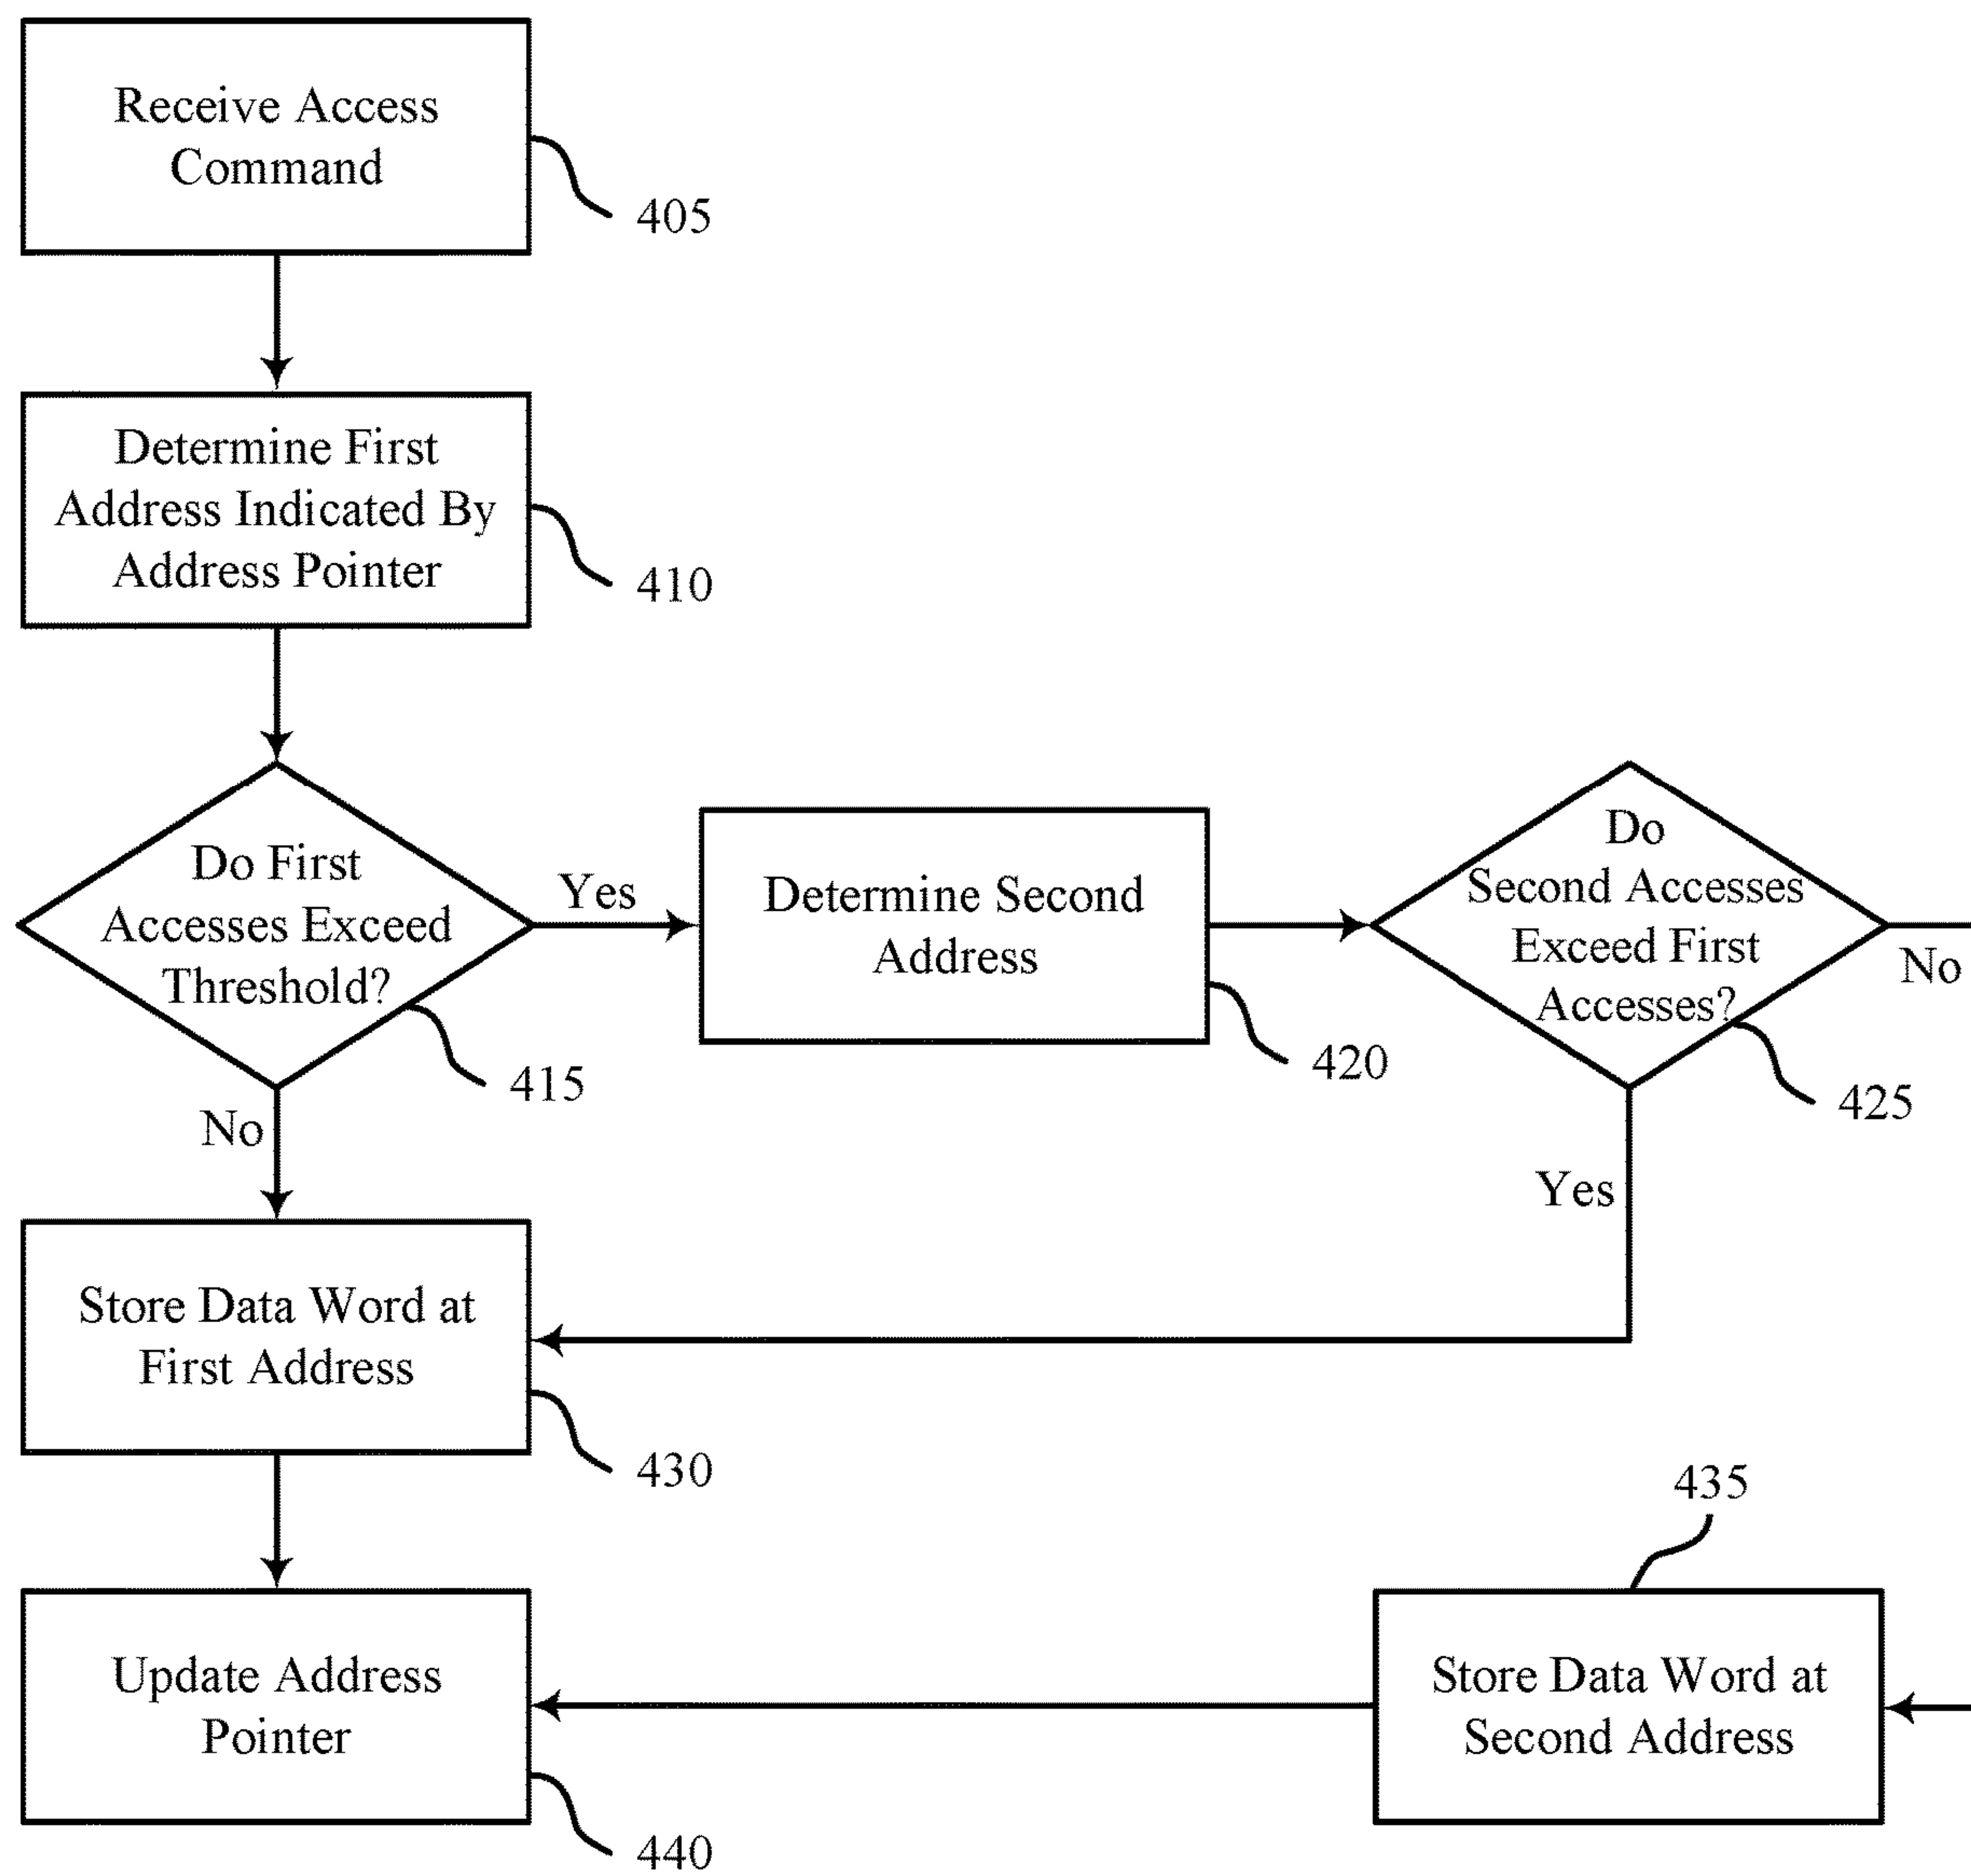 Receive Access
Command
405
Determine First
Address Indicated By
Address Pointer
410
Do First
Accesses Exceed
Threshold?
415
Yes
No
Determine Second
Address
420
Do
Second Accesses
Exceed First
Accesses?
425
No
Yes
Store Data Word at
First Address
430
435
Store Data Word at
Second Address
Update Address
Pointer
440